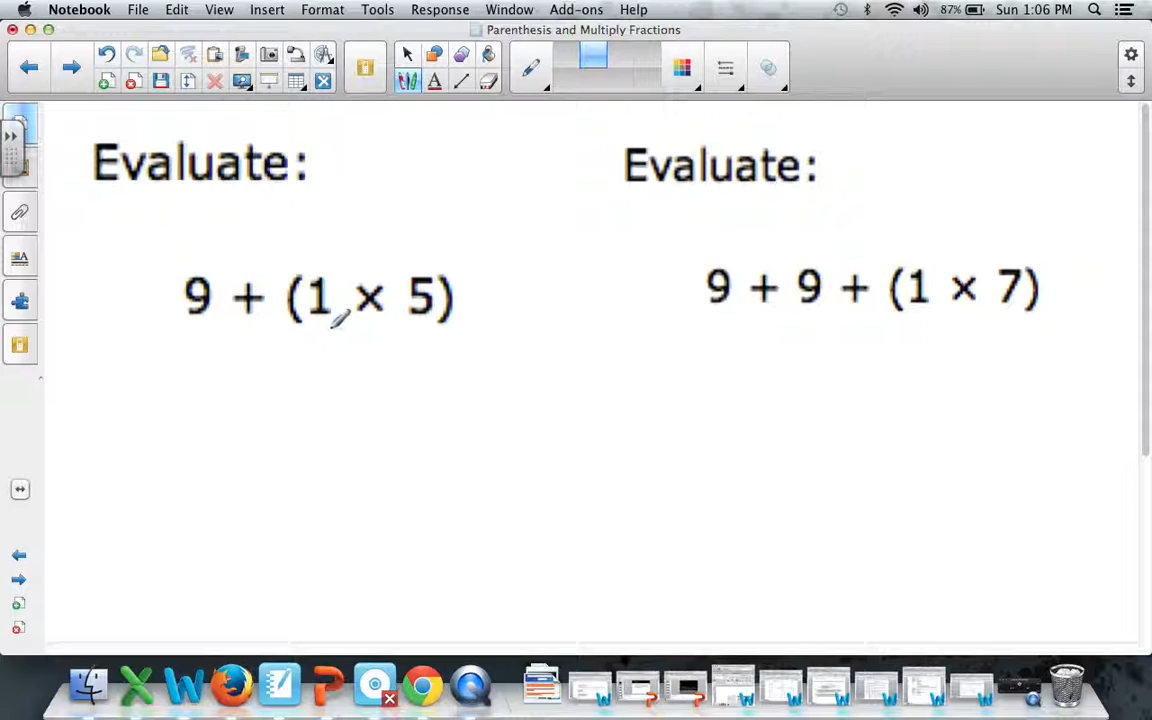 Notebook File Edit View Insert Format Tools Response Window Add-ons Help 87% Sun 1:06 PM
Parenthesis and Multiply Fractions
Evaluate:
9 + (1 × 5)
Evaluate:
9 + 9 + (1 × 7)